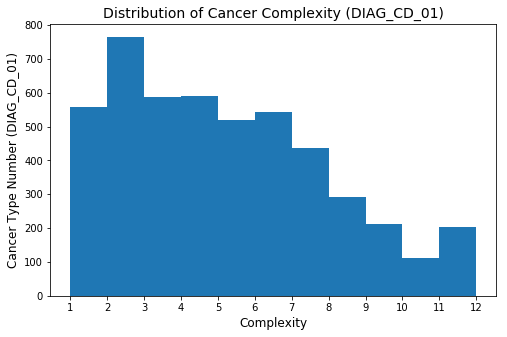 Distribution of Cancer Complexity (DIAG_CD_01)
Cancer Type Number (DIAG_CD_01)
800
700
600
500
400
300
200
100
0
1 2 3 4 5 6 7 8 9 10 11 12
Complexity